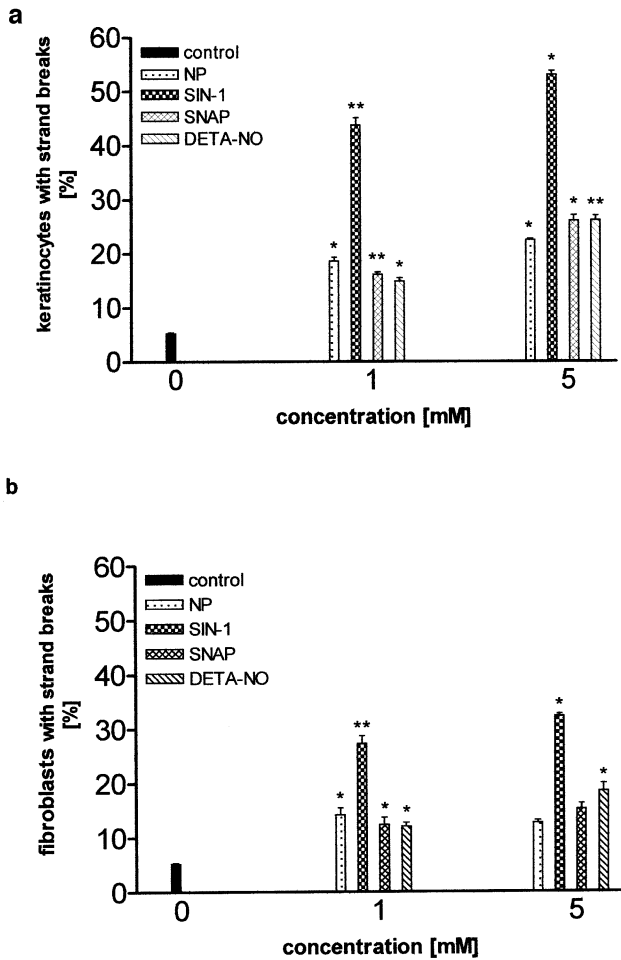 a
keratinocytes with strand breaks
[%]
60
50
40
30
20
10
0
control
NP
SIN-1
SNAP
DETA-NO
*
**
**
*
*
*
*
**
0
1
5
concentration [mM]
b
fibroblasts with strand breaks
[%]
60
50
40
30
20
10
0
control
NP
SIN-1
SNAP
DETA-NO
*
**
*
*
*
*
0
1
5
concentration [mM]